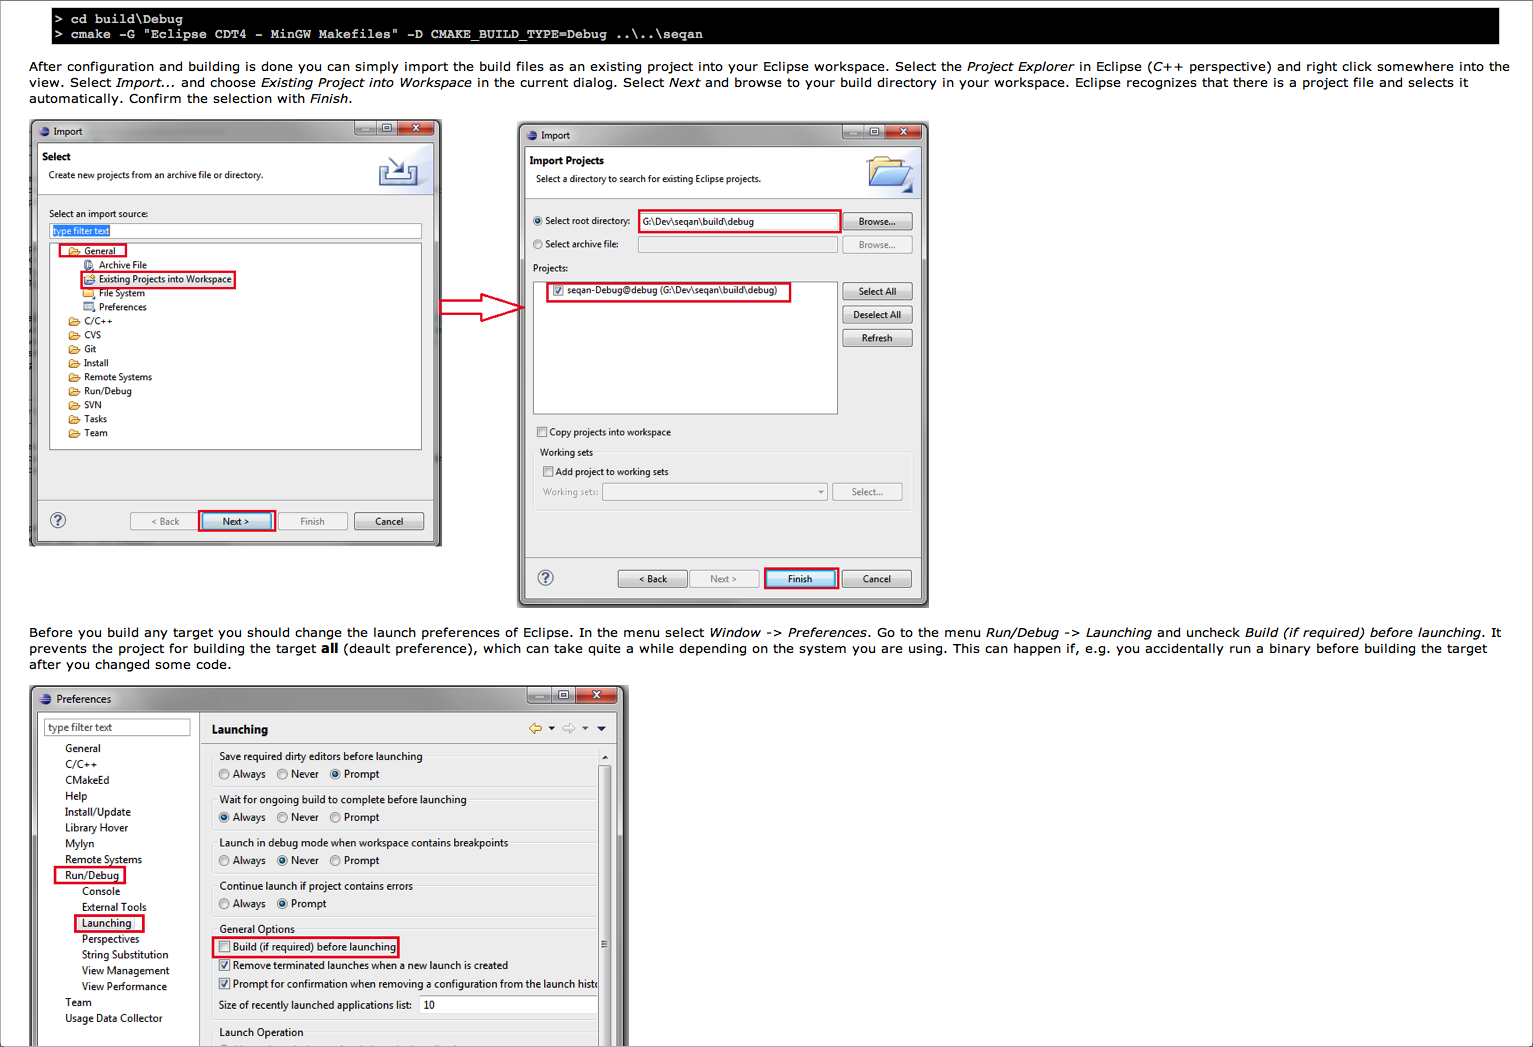 > cd build\Debug
> cmake -G "Eclipse CDT4 - MinGW Makefiles" -D CMAKE_BUILD_TYPE=Debug ..\..\seqan
After configuration and building is done you can simply import the build files as an existing project into your Eclipse workspace. Select the Project Explorer in Eclipse (C++ perspective) and right click somewhere into the
view. Select Import... and choose Existing Project into Workspace in the current dialog. Select Next and browse to your build directory in your workspace. Eclipse recognizes that there is a project file and selects it
automatically. Confirm the selection with Finish.
Import
Select
Create new projects from an archive file or directory.
Select an import source:
type filter text
General
Archive File
Existing Projects into Workspace
File System
Preferences
C/C++
CVS
Git
Install
Remote Systems
Run/Debug
SVN
Tasks
Team
?
< Back
Next >
Finish
Cancel
Import
Import Projects
Select a directory to search for existing Eclipse projects.
Select root directory:
G:\Dev\seqan\build\debug
Browse...
Select archive file:
Browse...
Projects:
seqan-Debug@debug (G:\Dev\seqan\build\debug)
Select All
Deselect All
Refresh
Copy projects into workspace
Working sets
Add project to working sets
Working sets:
Select...
?
< Back
Next >
Finish
Cancel
Before you build any target you should change the launch preferences of Eclipse. In the menu select Window -> Preferences. Go to the menu Run/Debug -> Launching and uncheck Build (if required) before launching. It
prevents the project for building the target all (deault preference), which can take quite a while depending on the system you are using. This can happen if, e.g. you accidentally run a binary before building the target
after you changed some code.
Preferences
type filter text
General
C/C++
CMakeEd
Help
Install/Update
Library Hover
Mylyn
Remote Systems
Run/Debug
Console
External Tools
Launching
Perspectives
String Substitution
View Management
View Performance
Team
Usage Data Collector
Launching
Save required dirty editors before launching
Always Never Prompt
Wait for ongoing build to complete before launching
Always Never Prompt
Launch in debug mode when workspace contains breakpoints
Always Never Prompt
Continue launch if project contains errors
Always Prompt
General Options
Build (if required) before launching
Remove terminated launches when a new launch is created
Prompt for confirmation when removing a configuration from the launch histo
Size of recently launched applications list: 10
Launch Operation